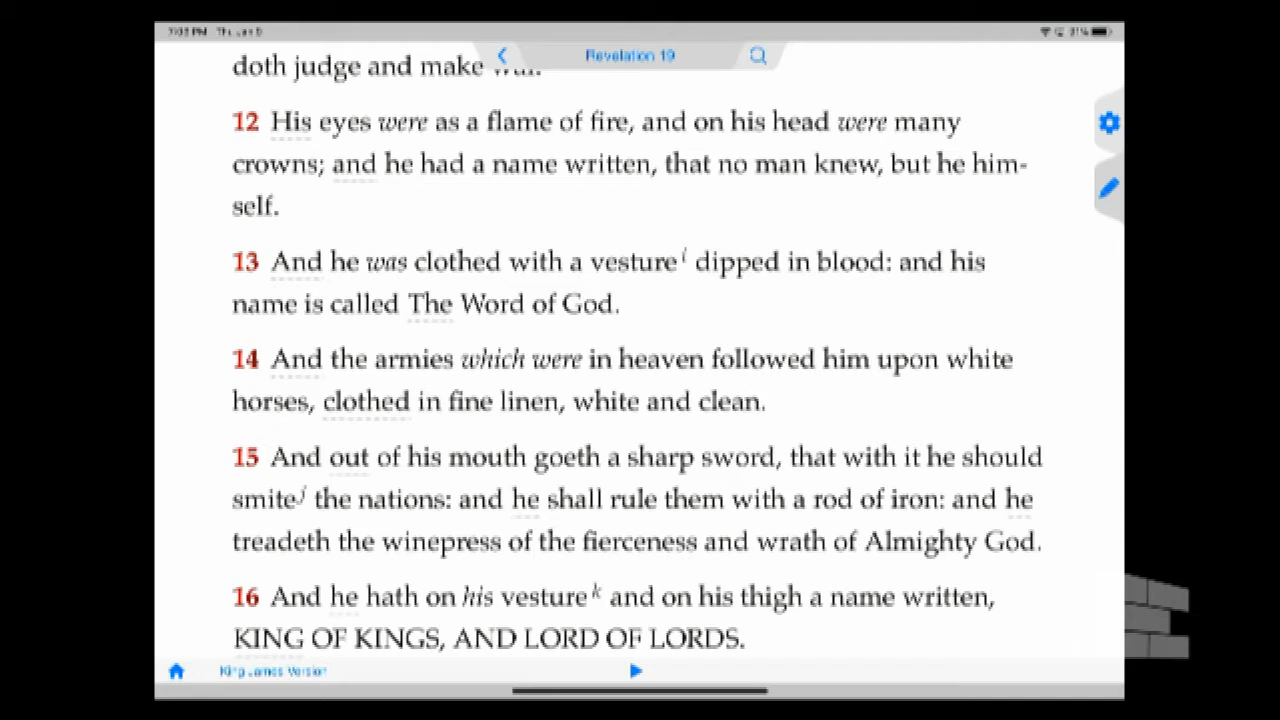 Revelation 19
doth judge and make war.
12 His eyes were as a flame of fire, and on his head were many
crowns; and he had a name written, that no man knew, but he him-
self.
13 And he was clothed with a vesture i dipped in blood: and his
name is called The Word of God.
14 And the armies which were in heaven followed him upon white
horses, clothed in fine linen, white and clean.
15 And out of his mouth goeth a sharp sword, that with it he should
smite j the nations: and he shall rule them with a rod of iron: and he
treadeth the winepress of the fierceness and wrath of Almighty God.
16 And he hath on his vesture k and on his thigh a name written,
KING OF KINGS, AND LORD OF LORDS.
King James Version